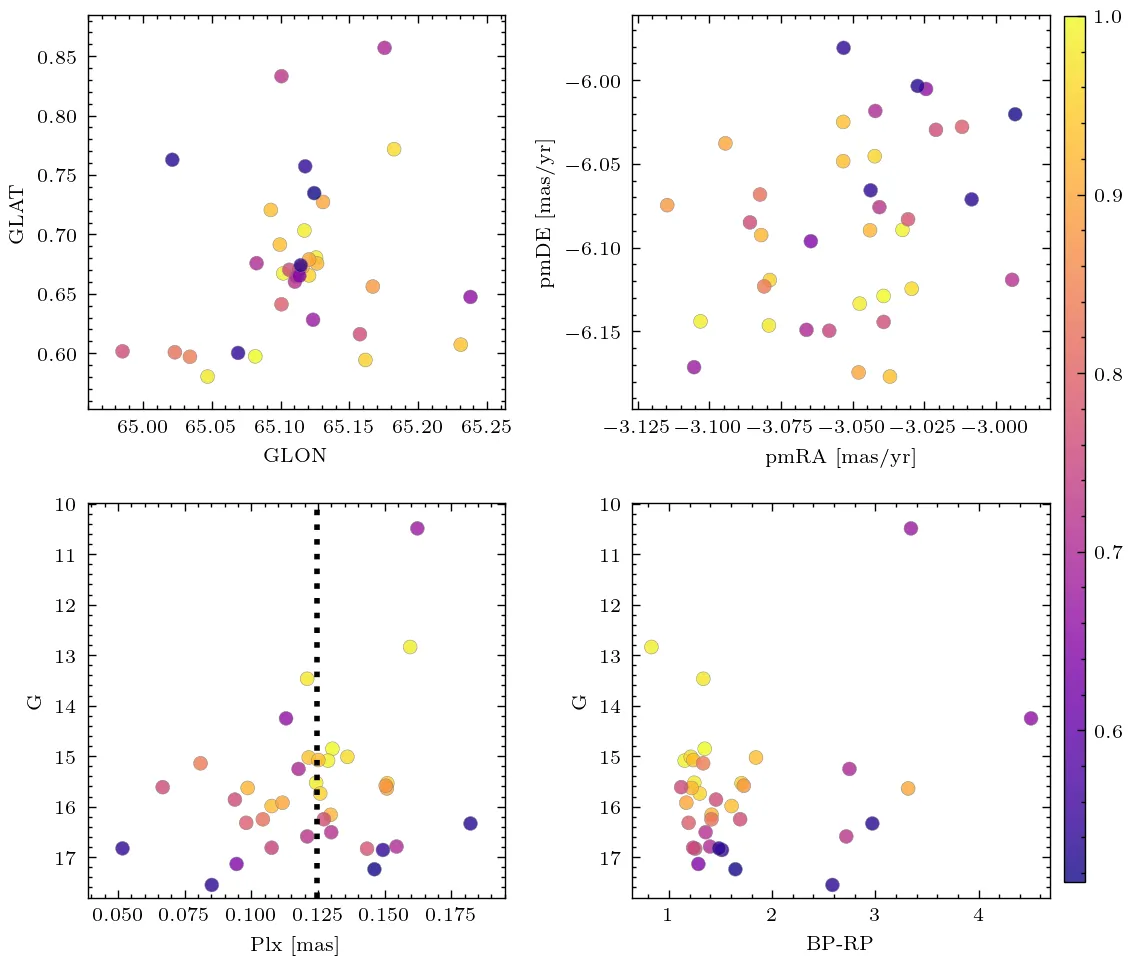 0.85
0.80
0.75
0.70
0.65
0.60
GLAT
65.00 65.05 65.10 65.15 65.20 65.25
GLON
−6.00
−6.05
−6.10
−6.15
pmDE [mas/yr]
−3.125 −3.100 −3.075 −3.050 −3.025 −3.000
pmRA [mas/yr]
1.0
0.9
0.8
0.7
0.6
10
11
12
13
14
15
16
17
G
0.050 0.075 0.100 0.125 0.150 0.175
Plx [mas]
10
11
12
13
14
15
16
17
G
1 2 3 4
BP-RP